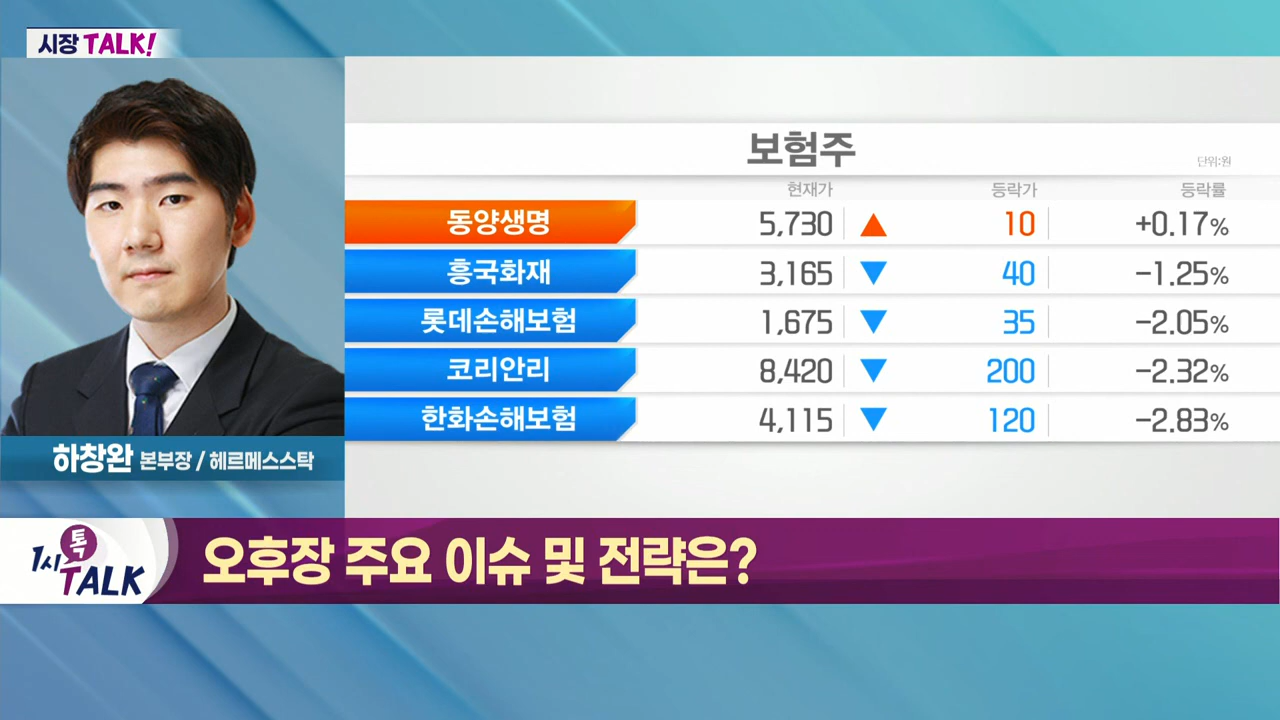 시장 TALK!
보험주
단위:원
현재가 등락가 등락률
동양생명 5,730 ▲ 10 +0.17%
흥국화재 3,165 ▼ 40 -1.25%
롯데손해보험 1,675 ▼ 35 -2.05%
코리안리 8,420 ▼ 200 -2.32%
한화손해보험 4,115 ▼ 120 -2.83%
하창완 본부장 / 헤르메스스탁
1시 톡 TALK
오후장 주요 이슈 및 전략은?